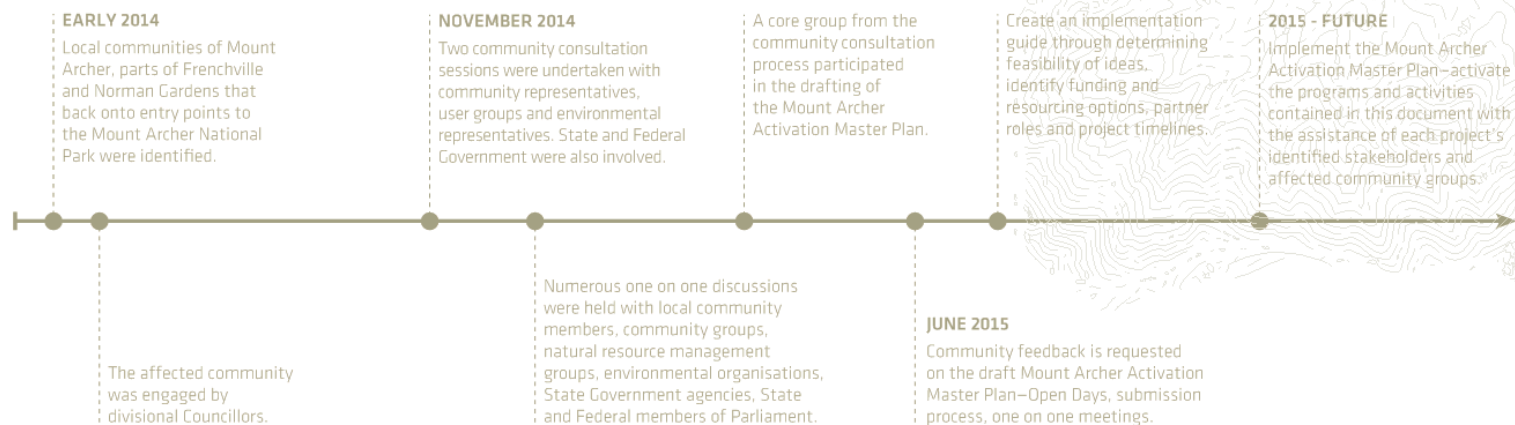 EARLY 2014
Local communities of Mount
Archer, parts of Frenchville
and Norman Gardens that
back onto entry points to
the Mount Archer National
Park were identified.
The affected community
was engaged by
divisional Councillors.
NOVEMBER 2014
Two community consultation
sessions were undertaken with
community representatives,
user groups and environmental
representatives. State and Federal
Government were also involved.
Numerous one on one discussions
were held with local community
members, community groups,
natural resource management
groups, environmental organisations,
State Government agencies, State
and Federal members of Parliament.
A core group from the
community consultation
process participated
in the drafting of
the Mount Archer
Activation Master Plan.
JUNE 2015
Community feedback is requested
on the draft Mount Archer Activation
Master Plan—Open Days, submission
process, one on one meetings.
Create an implementation
guide through determining
feasibility of ideas,
identify funding and
resourcing options, partner
roles and project timelines.
2015 - FUTURE
Implement the Mount Archer
Activation Master Plan—activate
the programs and activities
contained in this document with
the assistance of each project's
identified stakeholders and
affected community groups.